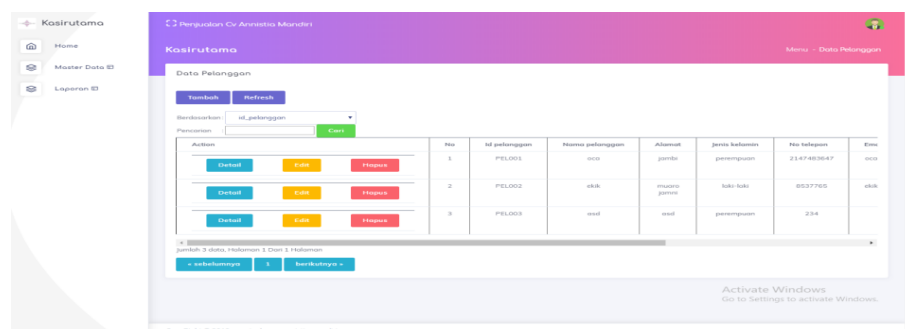 Kasirutama
Penjualan Cv Annistia Mandiri
Home
Master Data
Laporan
Kasirutama
Menu - Data Pelanggan
Data Pelanggan
Tambah Refresh
Berdasarkan : id_pelanggan
Pencarian : Cari
Action No Id pelanggan Nama pelanggan Alamat Jenis kelamin No telepon
Detail Edit Hapus 1 PEL001 oca jambi perempuan 2147483647 oca
Detail Edit Hapus 2 PEL002 ekik muaro jambi laki-laki 8537765 ekik
Detail Edit Hapus 3 PEL003 asd asd perempuan 234
Jumlah 3 data, Halaman 1 Dari 1 Halaman
« sebelumnya 1 berikutnya »
Activate Windows
Go to Settings to activate Windows.